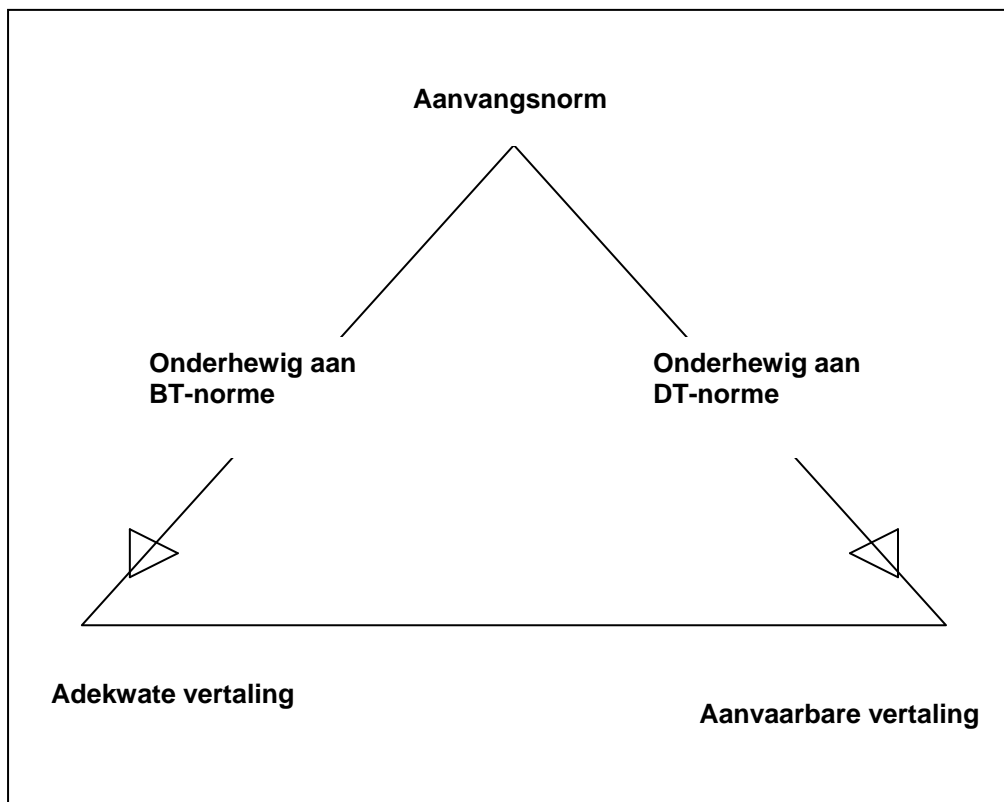 Aanvangsnorm
Onderhewig aan
BT-norme
Onderhewig aan
DT-norme
Adekwate vertaling
Aanvaarbare vertaling